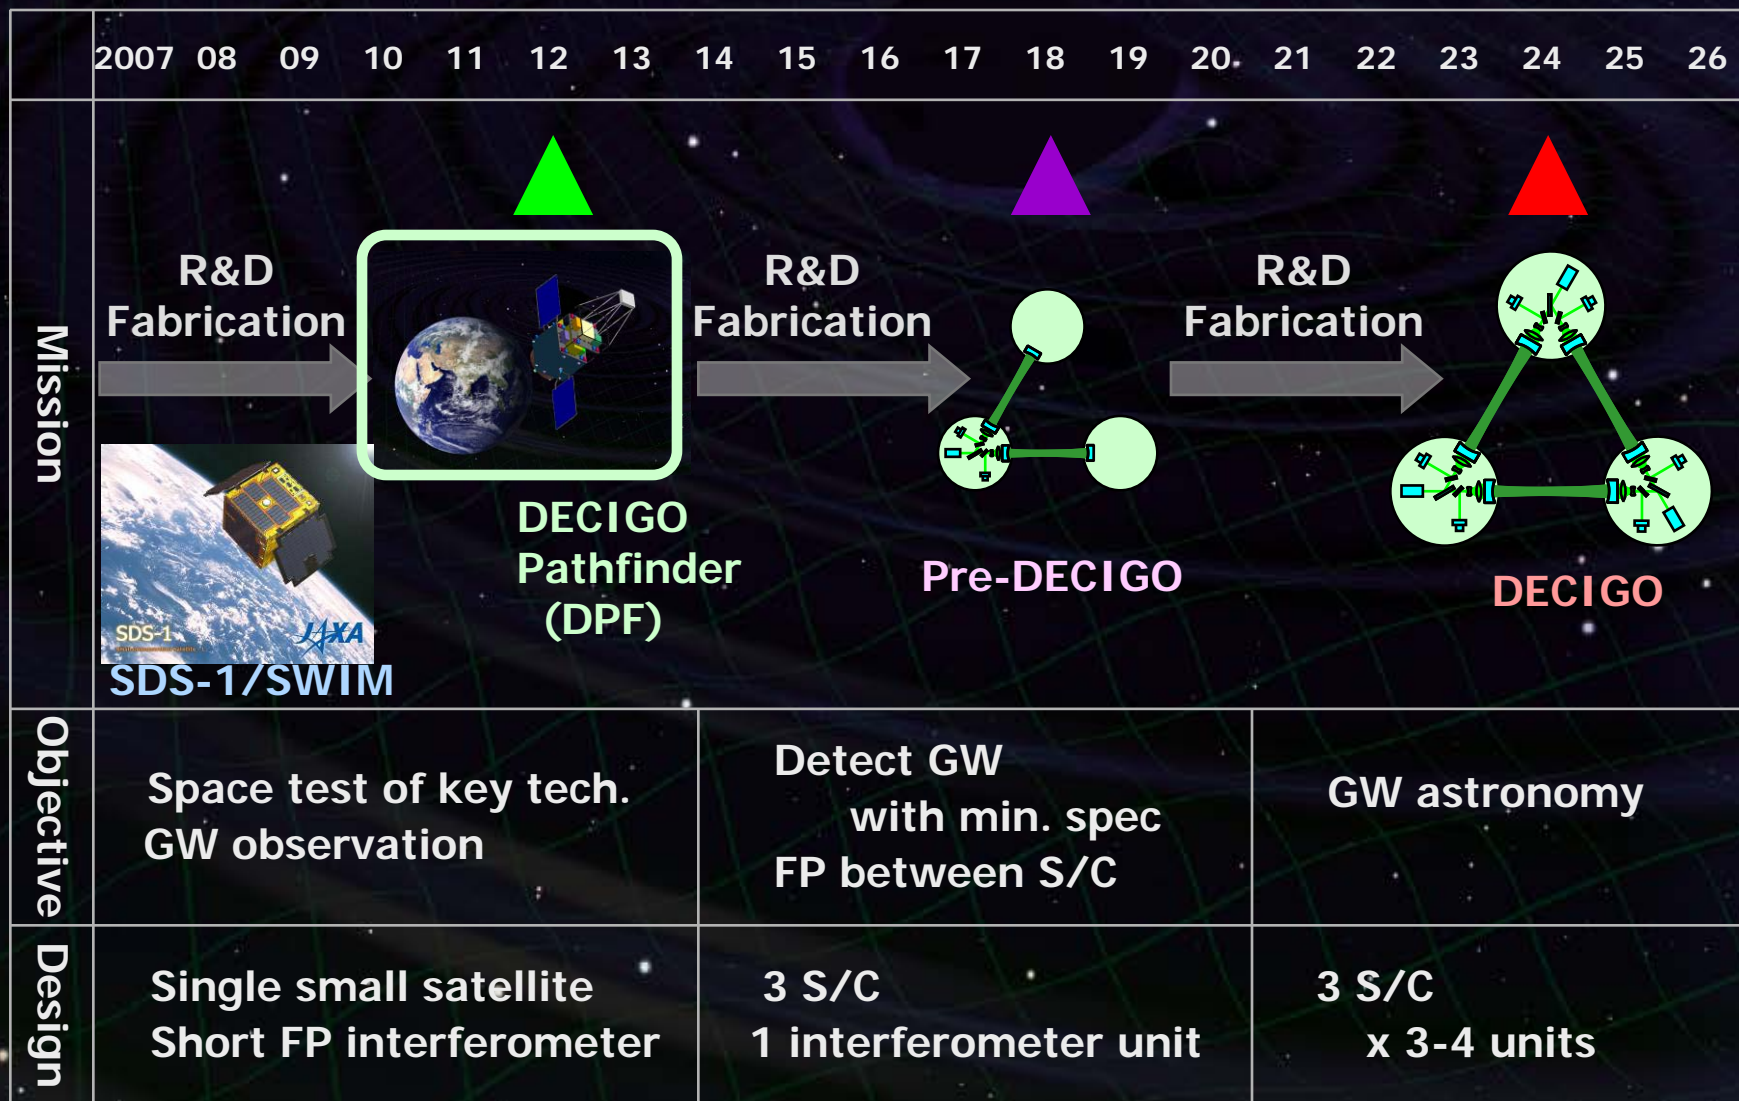 2007 08 09 10 11 12 13 14 15 16 17 18 19 20 21 22 23 24 25 26
Mission
R&D
Fabrication
R&D
Fabrication
R&D
Fabrication
SDS-1
JAXA
SDS-1/SWIM
DECIGO
Pathfinder
(DPF)
Pre-DECIGO
DECIGO
Objective
Space test of key tech.
GW observation
Detect GW
with min. spec
FP between S/C
GW astronomy
Design
Single small satellite
Short FP interferometer
3 S/C
1 interferometer unit
3 S/C
x 3-4 units